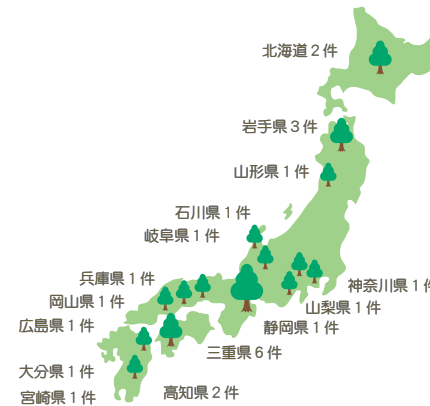 北海道２件
岩手県３件
山形県１件
石川県１件
岐阜県１件
兵庫県１件
岡山県１件
広島県１件
神奈川県１件
山梨県１件
静岡県１件
三重県６件
大分県１件
宮崎県１件
高知県２件